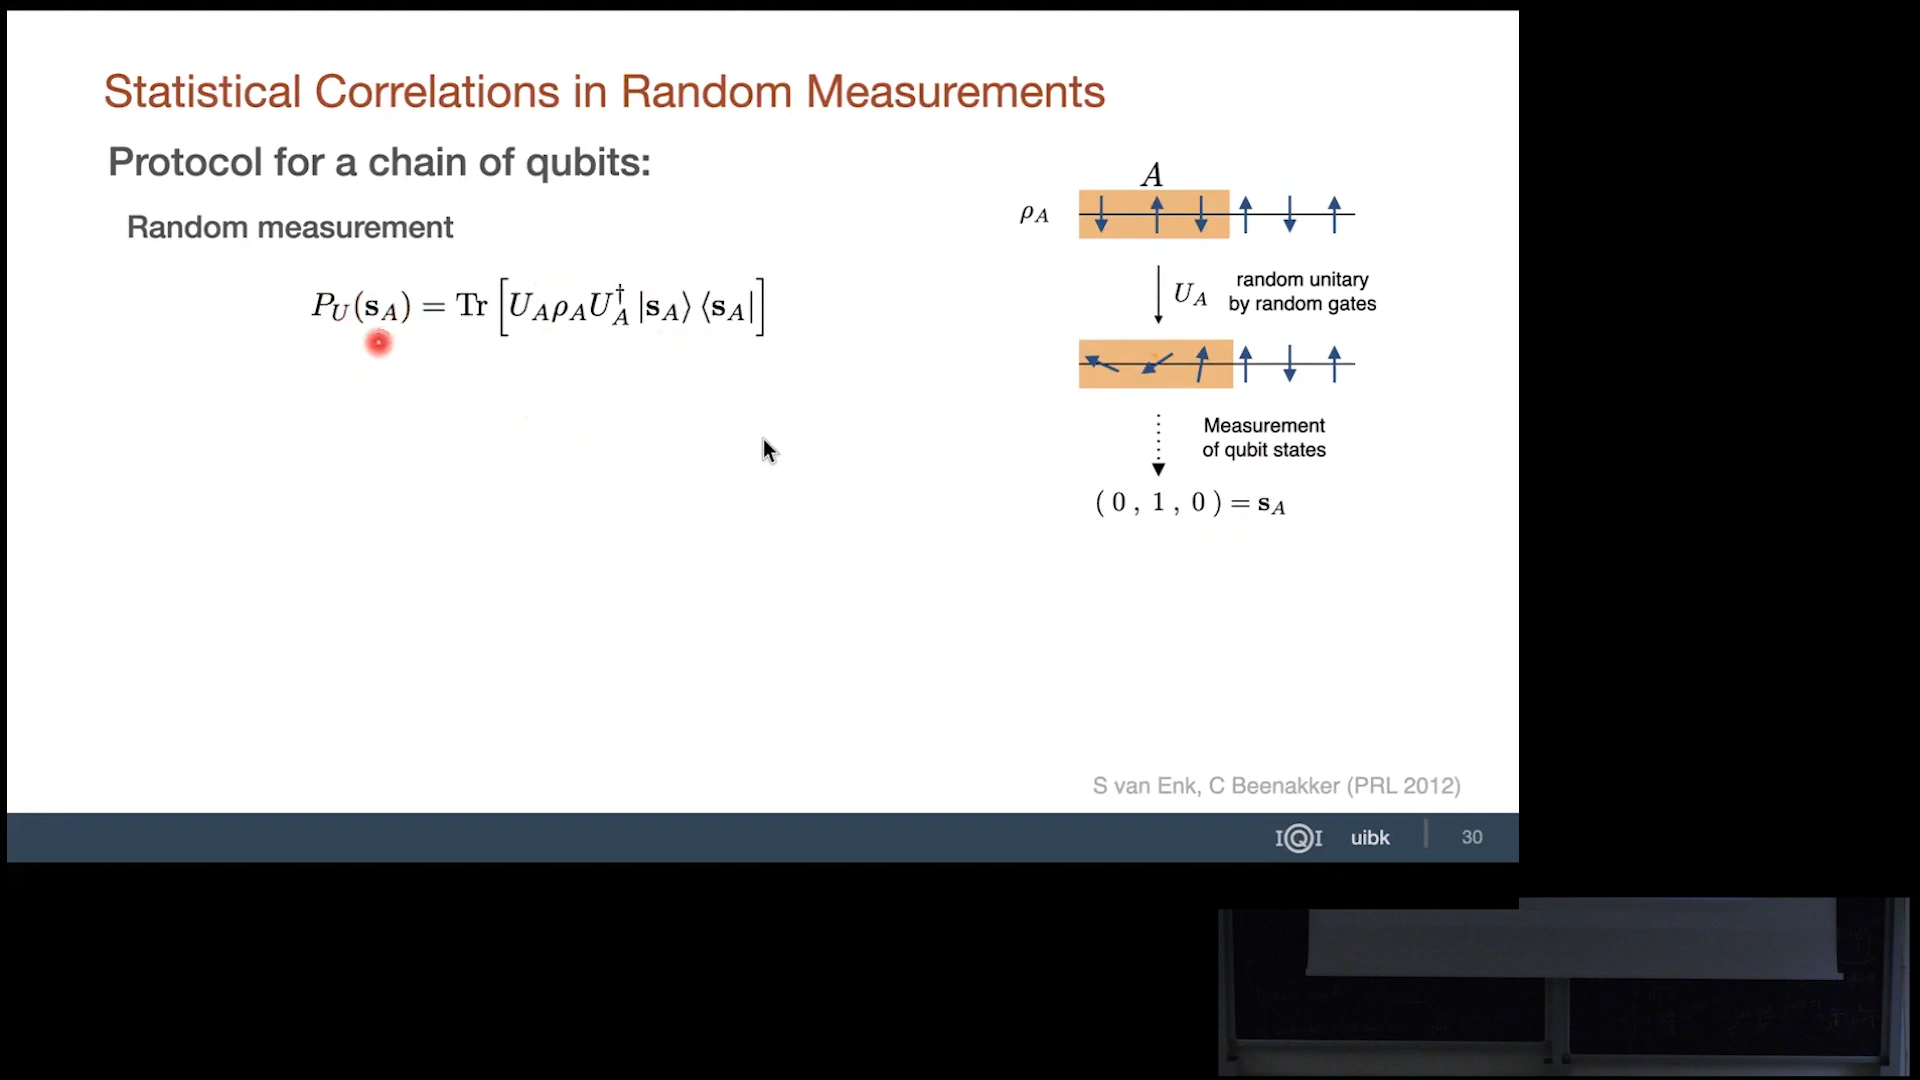 Statistical Correlations in Random Measurements
Protocol for a chain of qubits:
Random measurement
P_U(s_A) = Tr [U_A ρ_A U_A^† |s_A⟩ ⟨s_A|]
A
ρ_A
U_A
random unitary
by random gates
Measurement
of qubit states
( 0 , 1 , 0 ) = s_A
S van Enk, C Beenakker (PRL 2012)
IQI uibk | 30